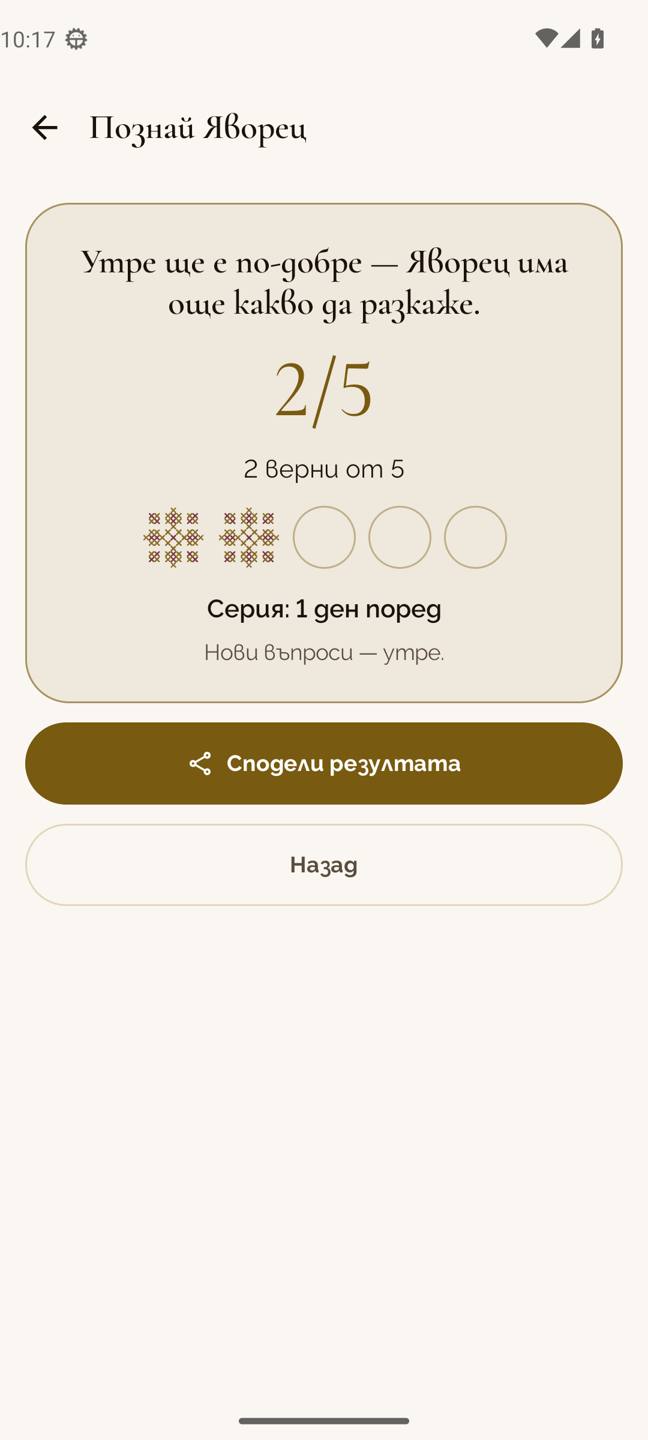 10:17
Познай Яворец
Утре ще е по-добре — Яворец има
още какво да разкаже.
2/5
2 верни от 5
Серия: 1 ден поред
Нови въпроси — утре.
Сподели резултата
Назад